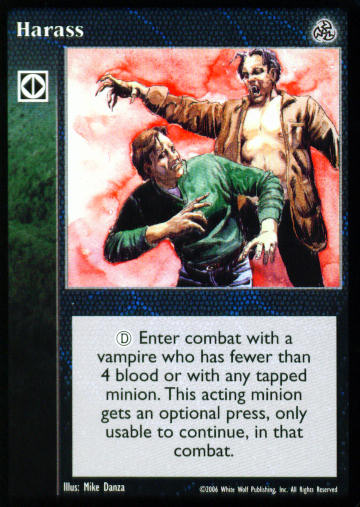 Harass
D Enter combat with a
vampire who has fewer than
4 blood or with any tapped
minion. This acting minion
gets an optional press, only
usable to continue, in that
combat.
Illus: Mike Danza
©2006 White Wolf Publishing, Inc. All Rights Reserved